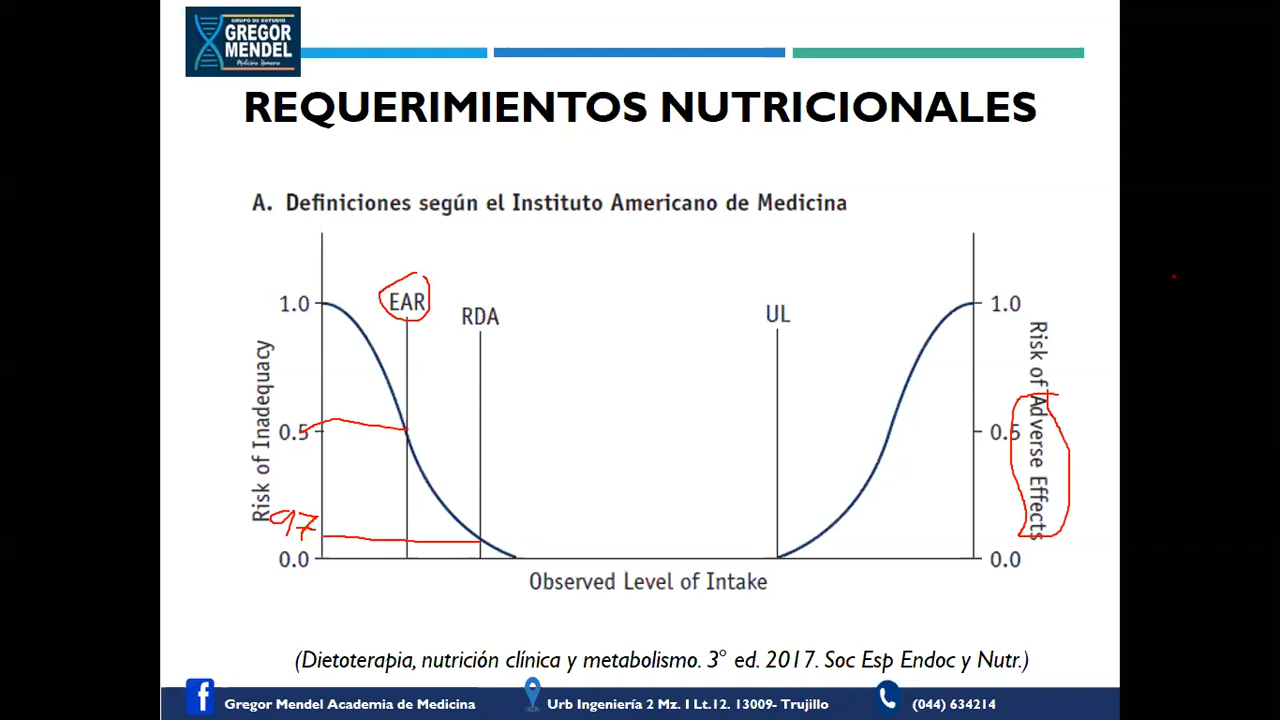 GRUPO DE ESTUDIO
GREGOR
MENDEL
Medicina Humana
REQUERIMIENTOS NUTRICIONALES
A. Definiciones según el Instituto Americano de Medicina
EAR
RDA
UL
1.0
0.5
0.0
Risk of Inadequacy
97
1.0
0.5
0.0
Risk of Adverse Effects
Observed Level of Intake
(Dietoterapia, nutrición clínica y metabolismo. 3° ed. 2017. Soc Esp Endoc y Nutr.)
Gregor Mendel Academia de Medicina
Urb Ingeniería 2 Mz. I Lt.12. 13009- Trujillo
(044) 634214